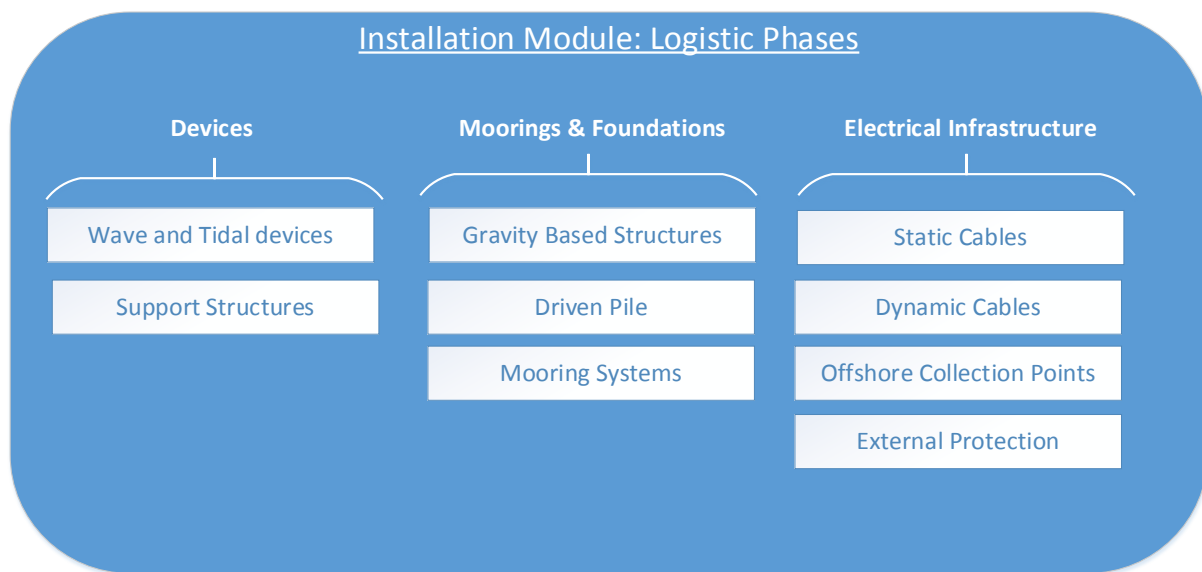 Installation Module: Logistic Phases
Devices
Wave and Tidal devices
Support Structures
Moorings & Foundations
Gravity Based Structures
Driven Pile
Mooring Systems
Electrical Infrastructure
Static Cables
Dynamic Cables
Offshore Collection Points
External Protection